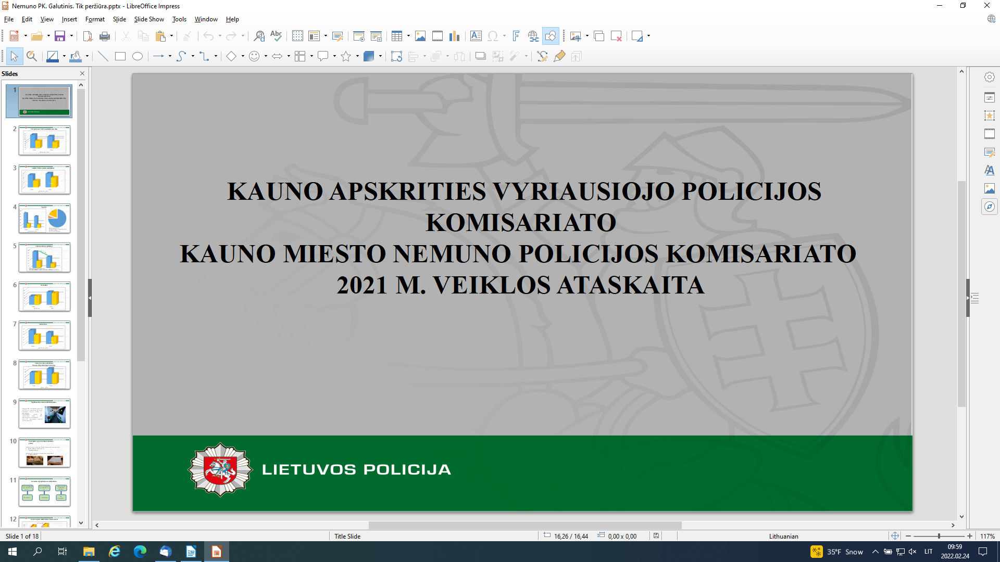 Nemuno PK. Galutinis. Tik peržiūra.pptx - LibreOffice Impress
File Edit View Insert Format Slide Slide Show Tools Window Help
Slides
1
2
3
4
5
6
7
8
9
10
11
12
KAUNO APSKRITIES VYRIAUSIOJO POLICIJOS
KOMISARIATO
KAUNO MIESTO NEMUNO POLICIJOS KOMISARIATO
2021 M. VEIKLOS ATASKAITA
LIETUVOS POLICIJA
Slide 1 of 18
Title Slide
16,26 / 16,44
0,00 x 0,00
Lithuanian
117%
35°F Snow
LIT
09:59
2022.02.24